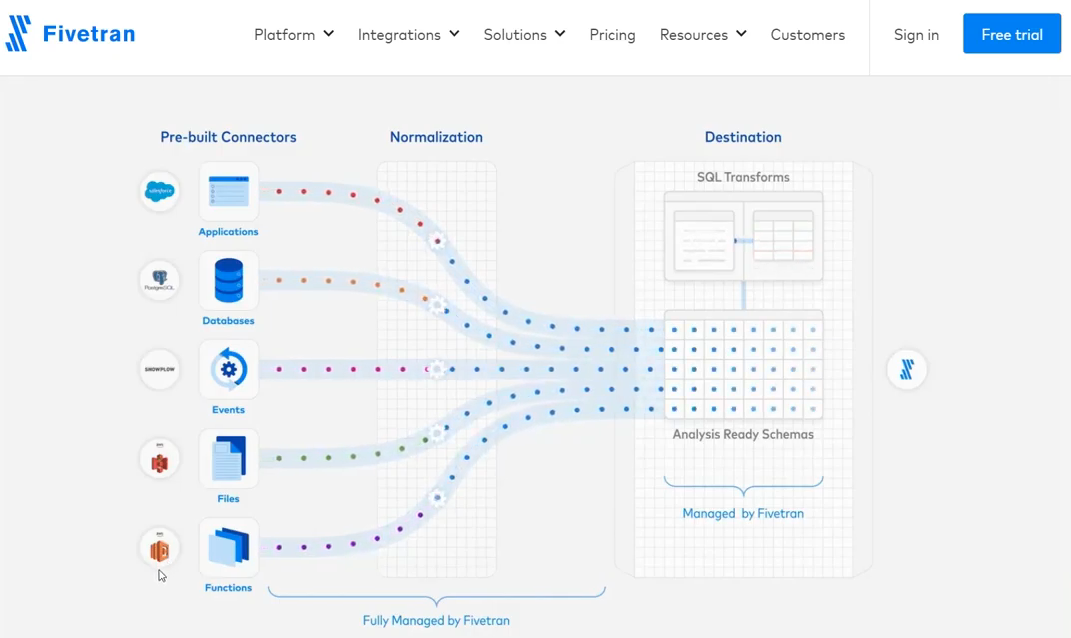 Fivetran
Platform
Integrations
Solutions
Pricing
Resources
Customers
Sign in
Free trial
Pre-built Connectors
Normalization
Destination
salesforce
Applications
PostgreSQL
Databases
SNOWPLOW
Events
Files
Functions
SQL Transforms
Analysis Ready Schemas
Managed by Fivetran
Fully Managed by Fivetran